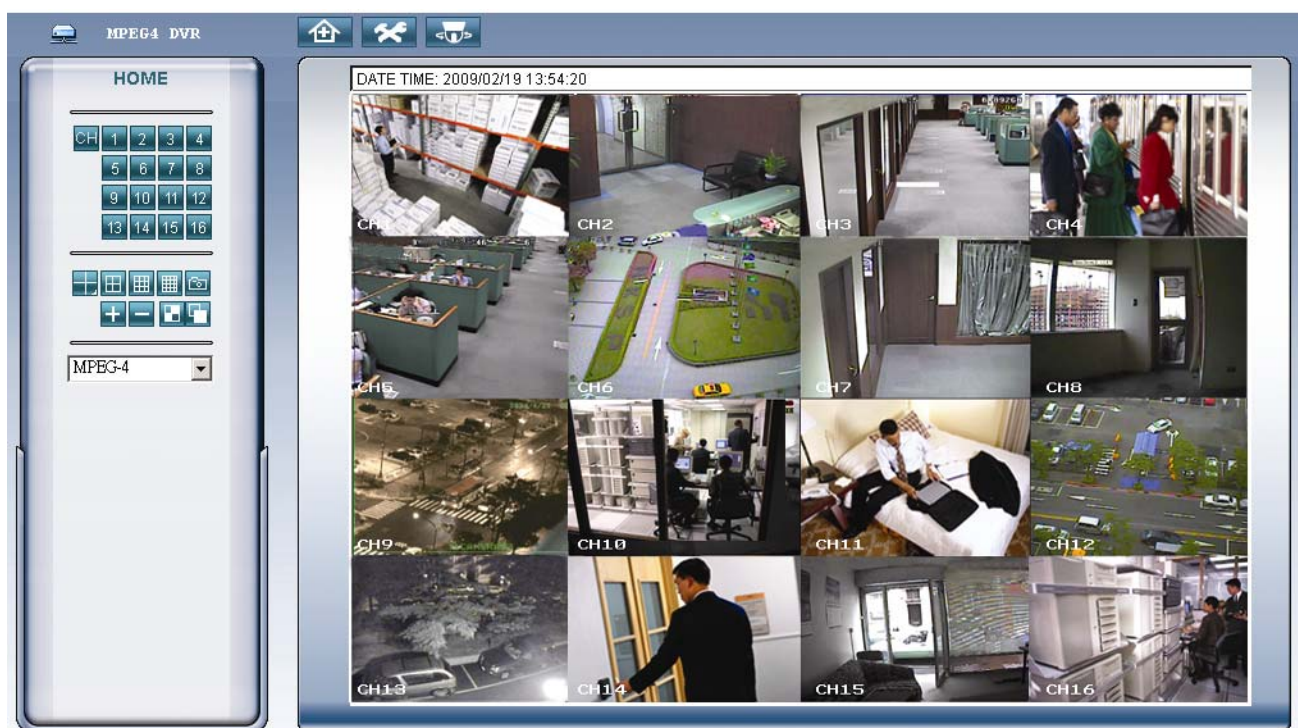 MPEG4 DVR
HOME
CH 1 2 3 4
5 6 7 8
9 10 11 12
13 14 15 16
MPEG-4
DATE TIME: 2009/02/19 13:54:20
CH1 CH2 CH3 CH4
CH5 CH6 CH7 CH8
CH9 CH10 CH11 CH12
CH13 CH14 CH15 CH16